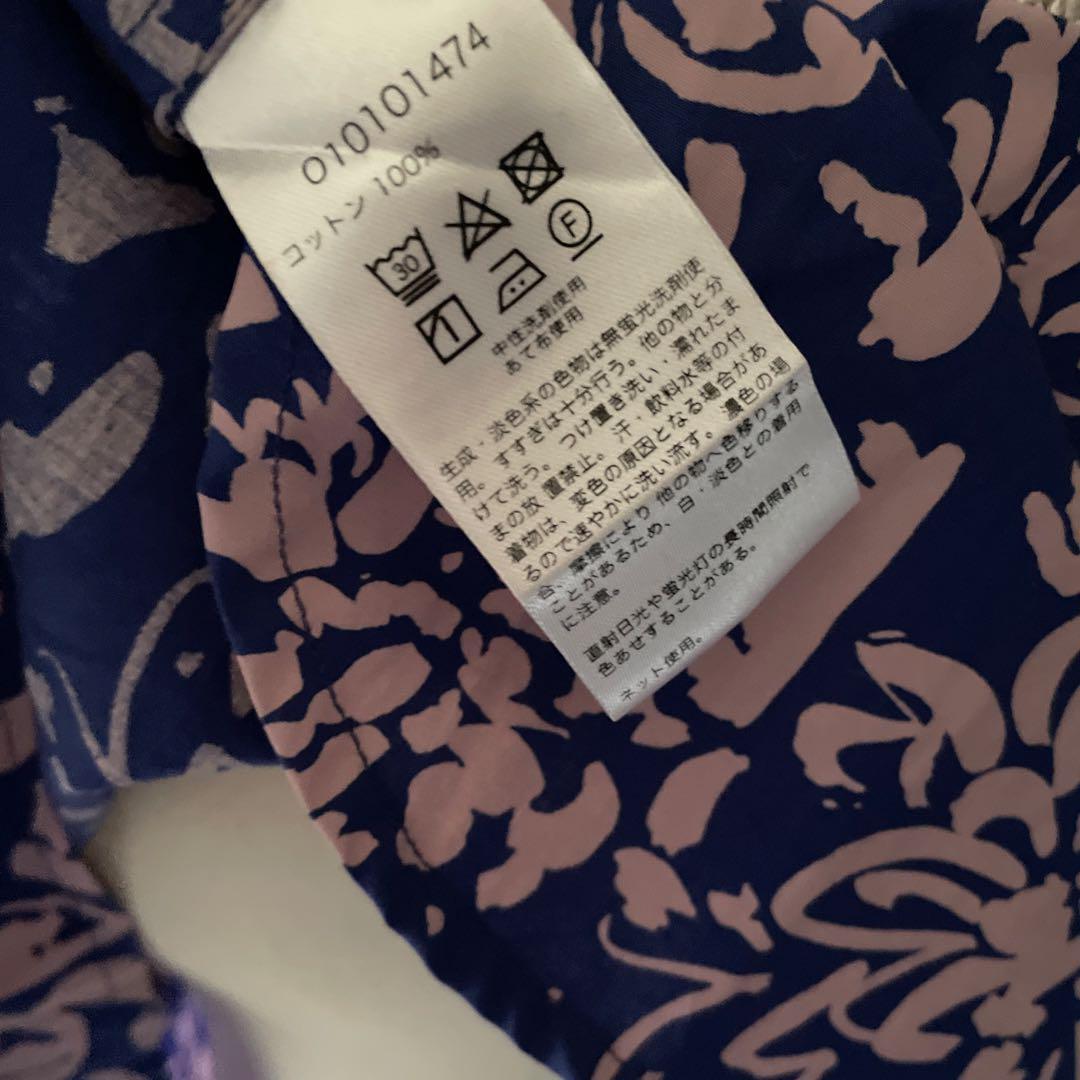 010101474
コットン 100%
30
F
中性洗剤使用
あて布使用
生成・淡色系の色物は無蛍光洗剤使
用。すすぎは十分行う。他の物と分
けて洗う。つけ置き洗い、濡れたま
まの放置禁止。汗、飲料水等の付
着物は、変色の原因となる場合があ
るので速やかに洗い流す。濃色の場
合、摩擦により他の物へ色移りする
ことがあるため、白・淡色との着用
に注意。
直射日光や蛍光灯の長時間照射で
色あせすることがある。
ネット使用。